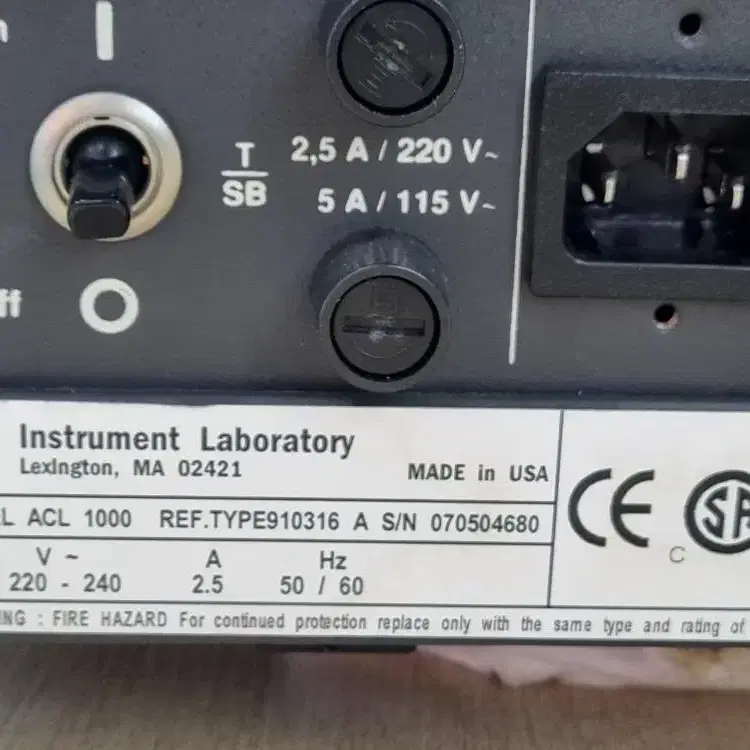 T
SB
2,5 A / 220 V~
5 A / 115 V~
Instrument Laboratory
Lexington, MA 02421
MADE in USA
ACL 1000 REF.TYPE910316 A S/N 070504680
V ~ A Hz
220 - 240 2.5 50 / 60
: FIRE HAZARD For continued protection replace only with the same type and rating of
CE
C
SA